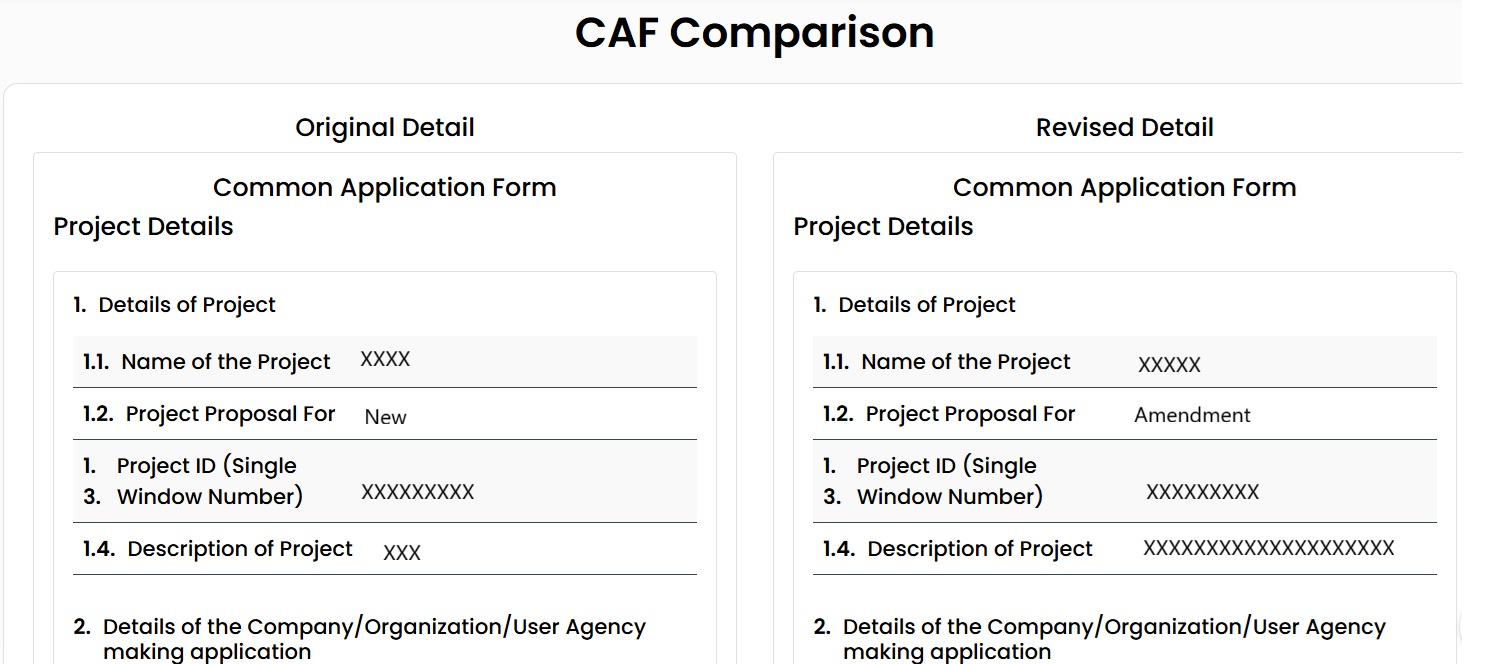 CAF Comparison
Original Detail
Common Application Form
Project Details
1. Details of Project
1.1. Name of the Project XXXX
1.2. Project Proposal For New
1. Project ID (Single
3. Window Number) XXXXXXXXX
1.4. Description of Project XXX
2. Details of the Company/Organization/User Agency
making application
Revised Detail
Common Application Form
Project Details
1. Details of Project
1.1. Name of the Project XXXXX
1.2. Project Proposal For Amendment
1. Project ID (Single
3. Window Number) XXXXXXXXX
1.4. Description of Project XXXXXXXXXXXXXXXXXXXX
2. Details of the Company/Organization/User Agency
making application